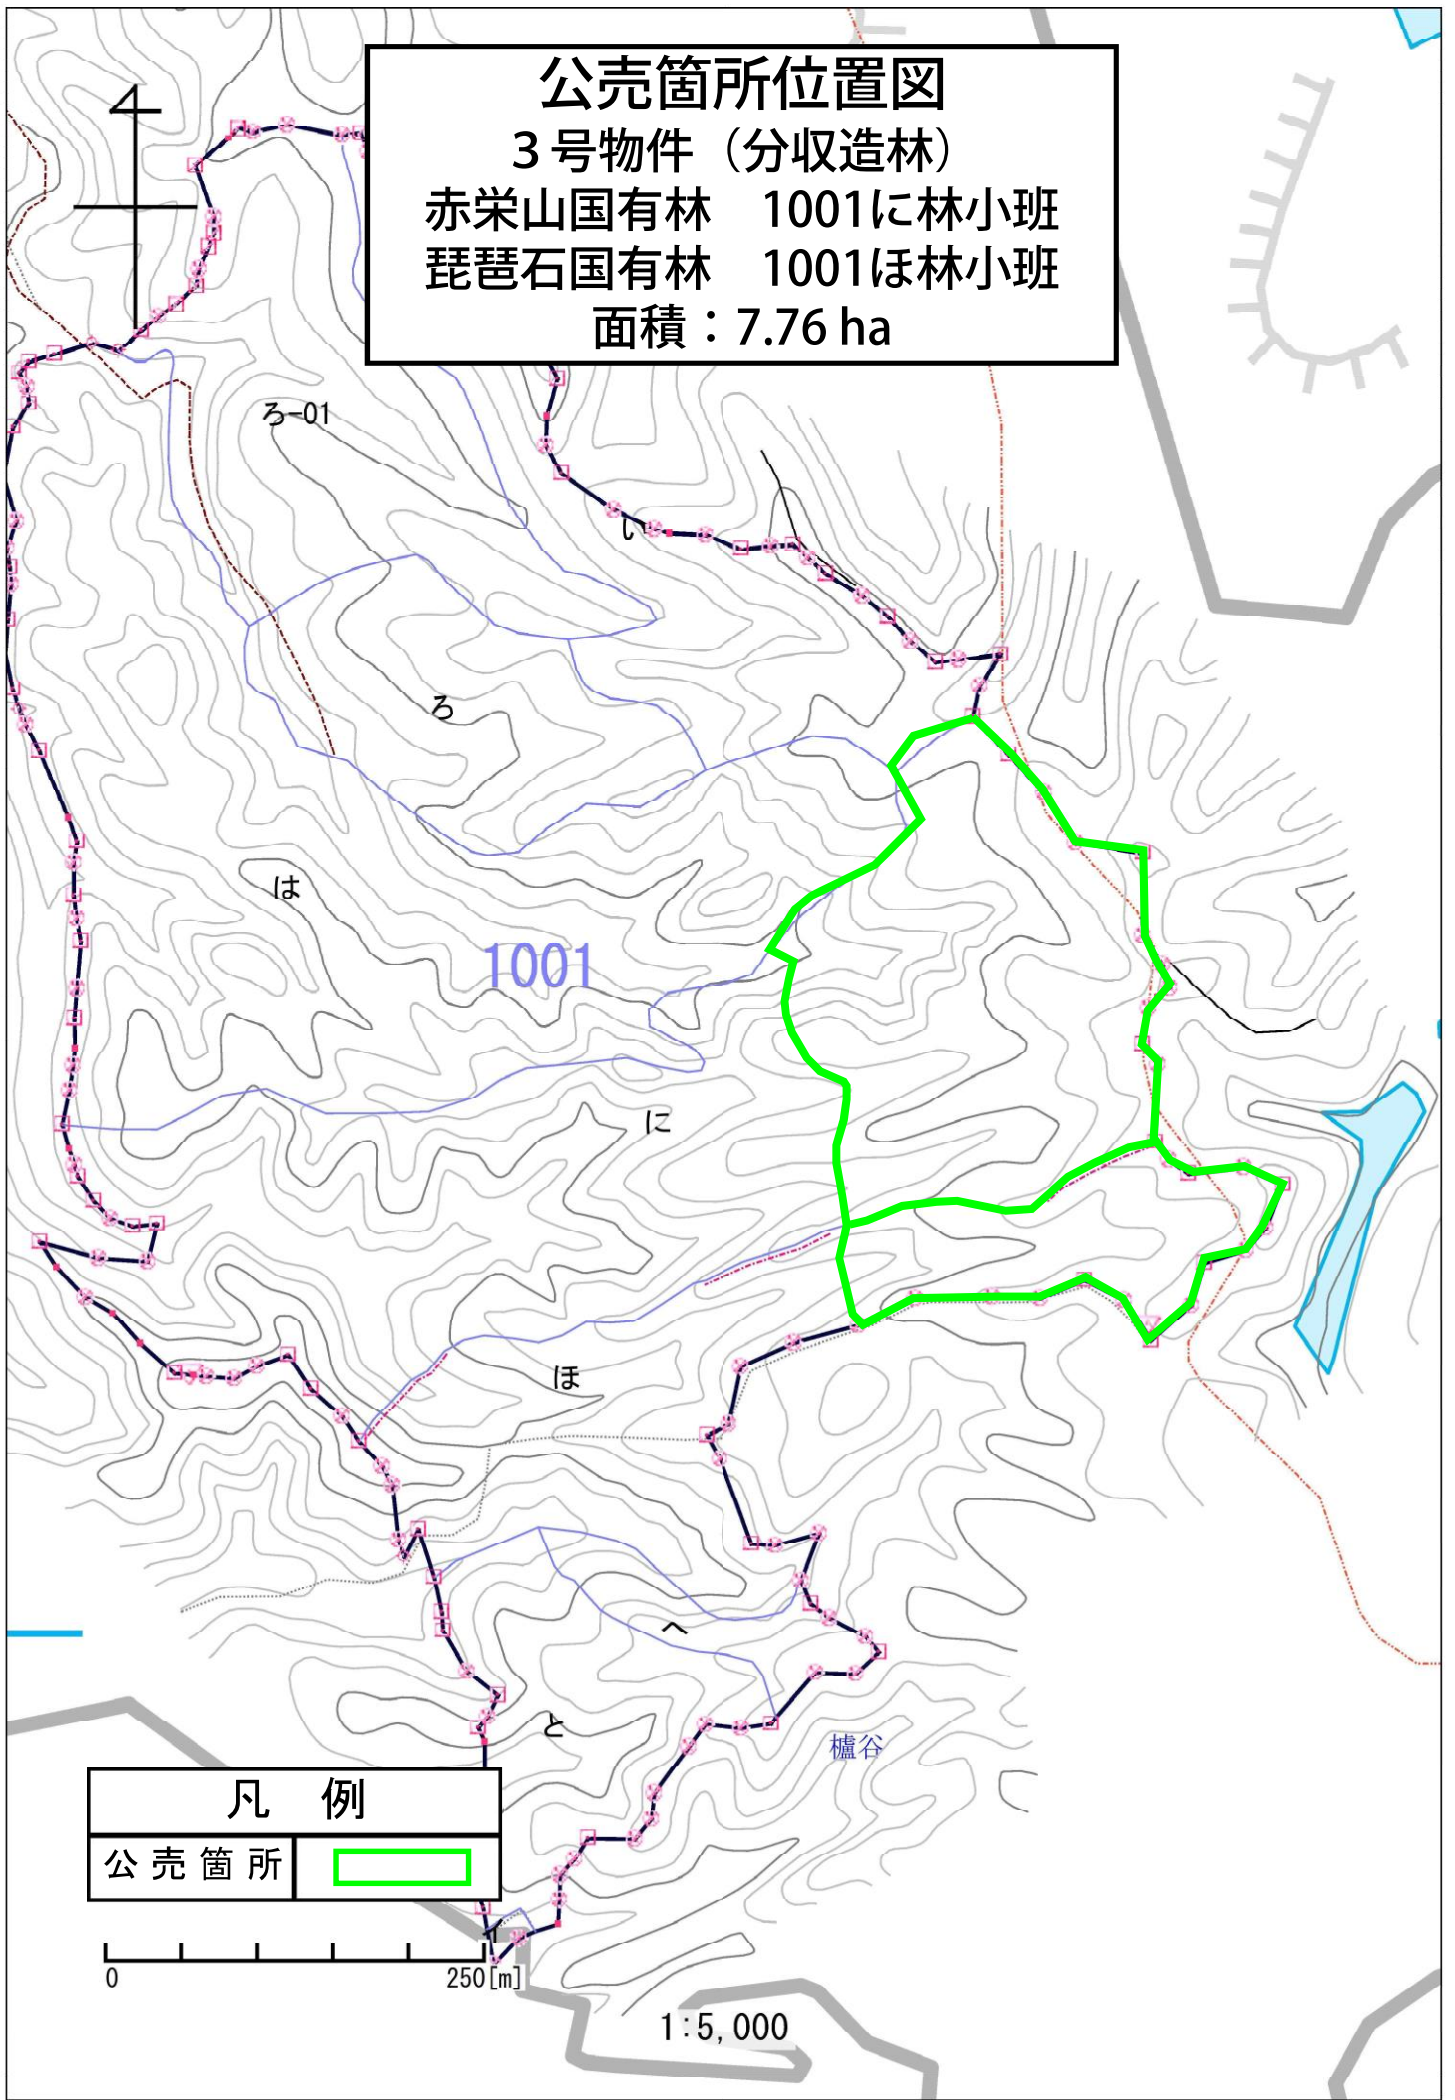 公売箇所位置図
3号物件（分収造林）
赤栄山国有林　1001に林小班
琵琶石国有林　1001ほ林小班
面積：7.76 ha
ろ-01
い
ろ
は
1001
に
ほ
へ
と
櫨谷
凡　例
公売箇所
0
250[m]
1:5,000